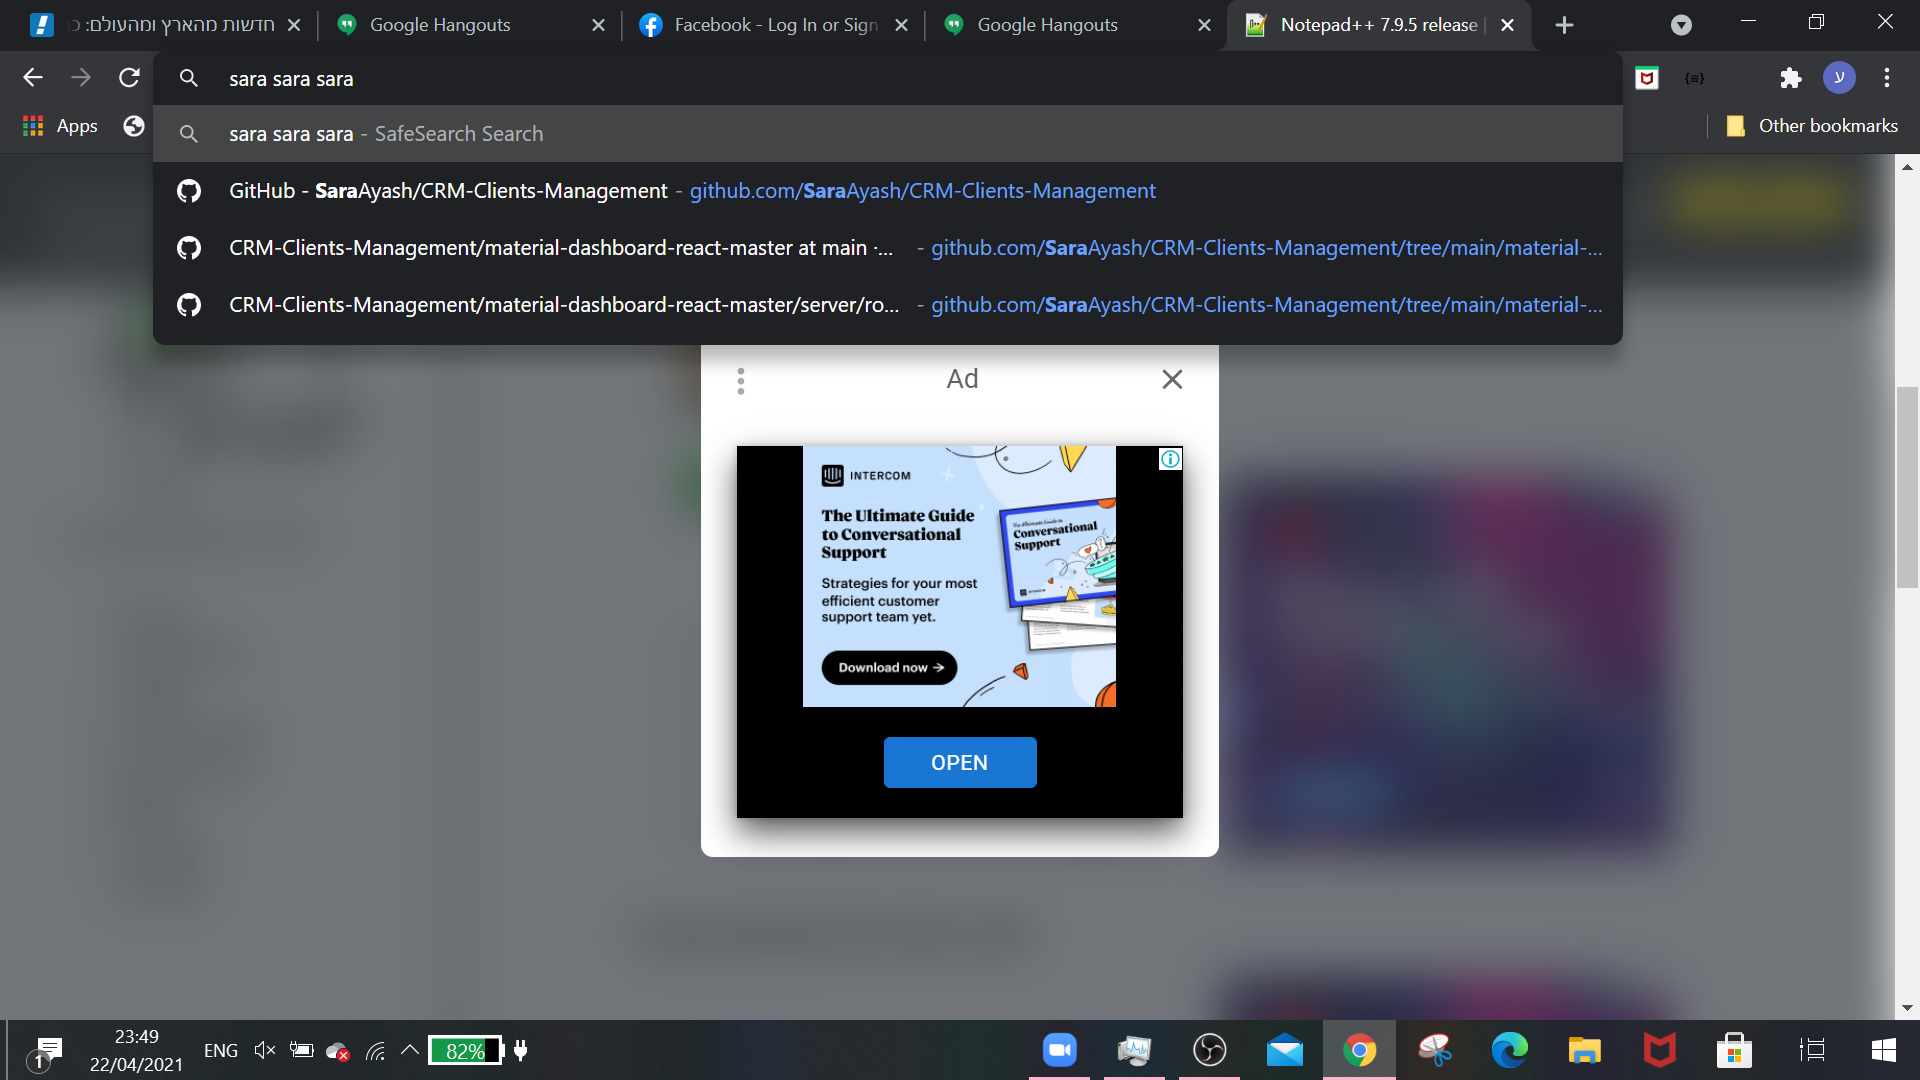 חדשות מהארץ ומהעולם: כ
Google Hangouts
Facebook - Log In or Sign
Google Hangouts
Notepad++ 7.9.5 release |
sara sara sara
ע
Apps
Other bookmarks
sara sara sara - SafeSearch Search
GitHub - SaraAyash/CRM-Clients-Management - github.com/SaraAyash/CRM-Clients-Management
CRM-Clients-Management/material-dashboard-react-master at main ·... - github.com/SaraAyash/CRM-Clients-Management/tree/main/material-...
CRM-Clients-Management/material-dashboard-react-master/server/ro... - github.com/SaraAyash/CRM-Clients-Management/tree/main/material-...
Ad
INTERCOM
The Ultimate Guide
to Conversational
Support
Strategies for your most
efficient customer
support team yet.
Download now →
The Ultimate Guide to
Conversational
Support
OPEN
1
23:49
22/04/2021
ENG
82%